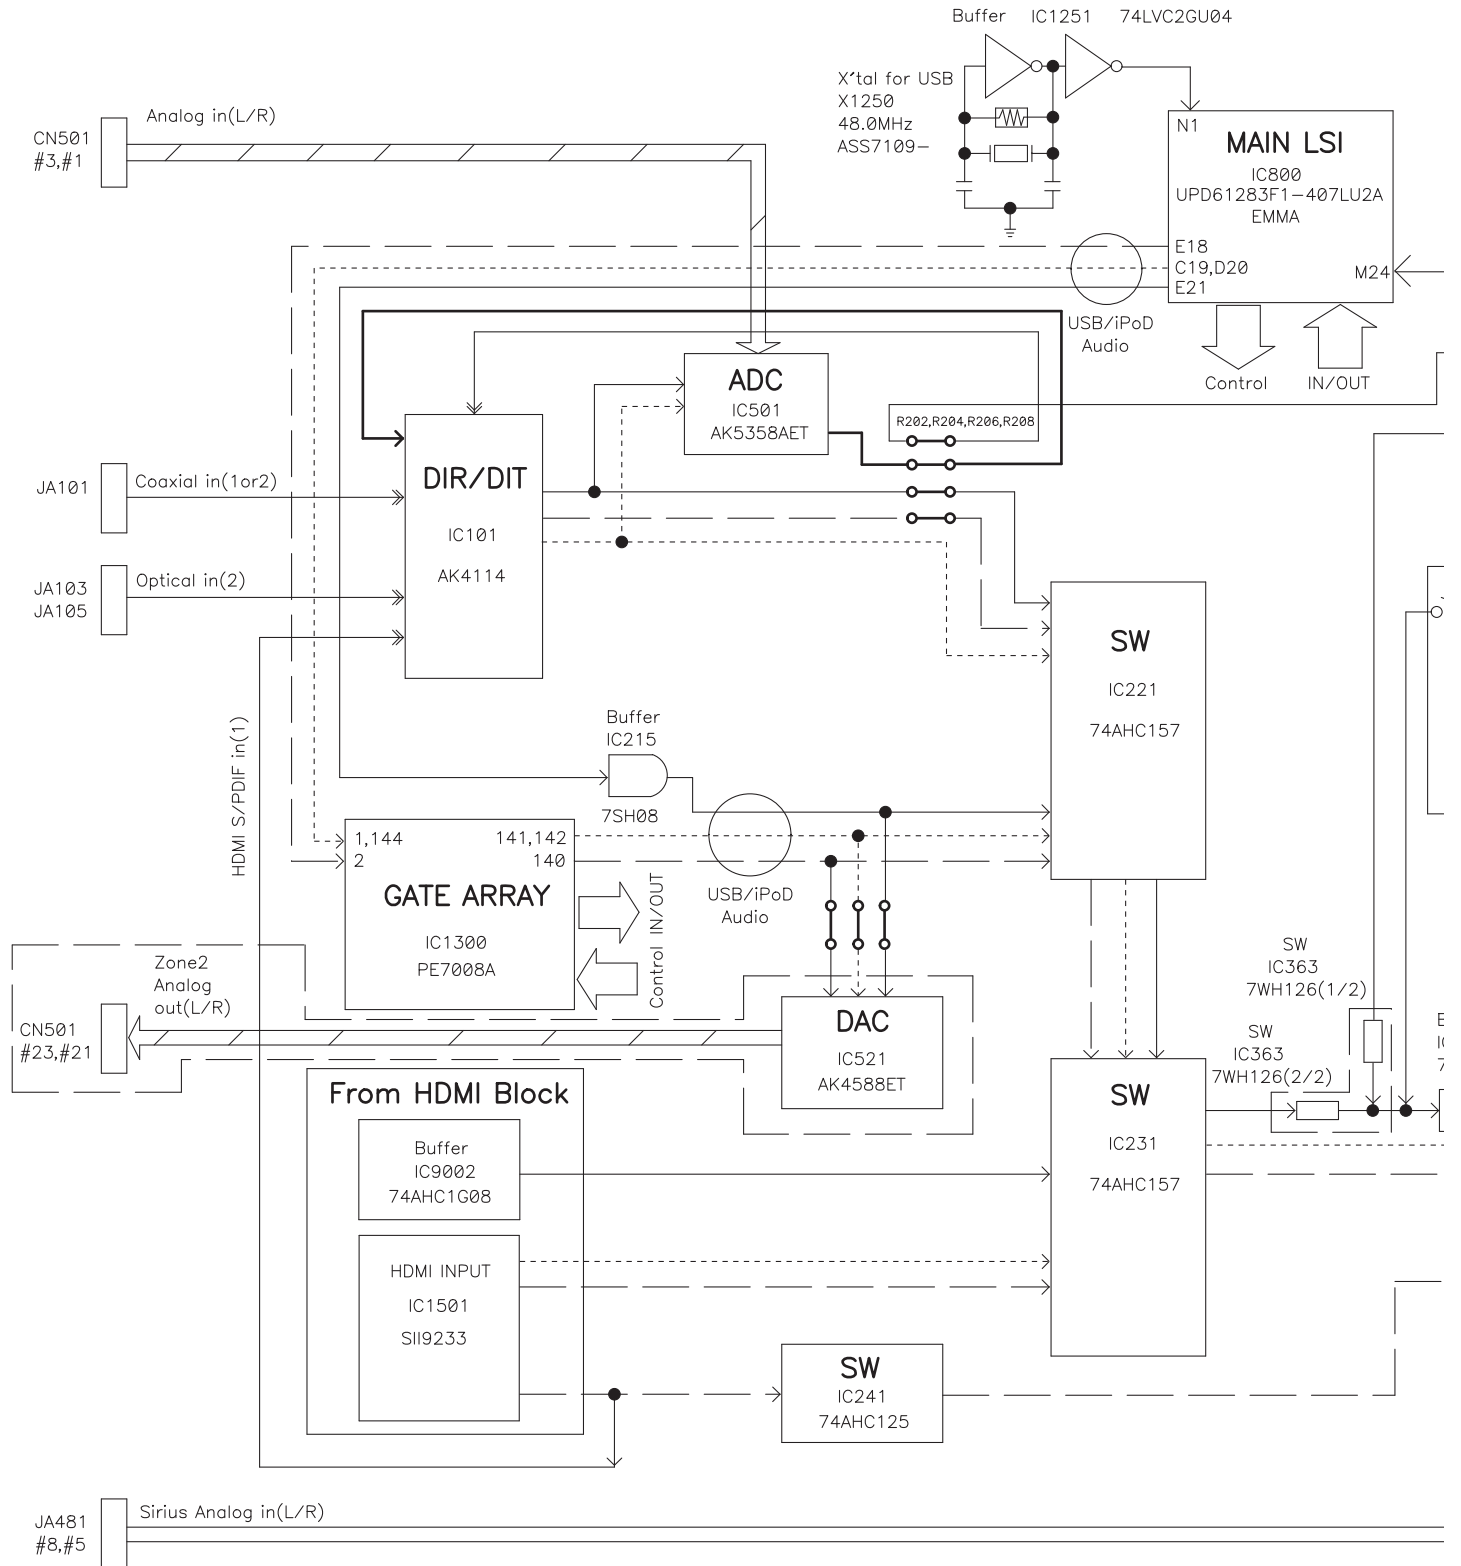 Buffer IC1251 74LVC2GU04
X'tal for USB
X1250
48.0MHz
ASS7109-
Analog in(L/R)
CN501
#3,#1
N1
MAIN LSI
IC800
UPD61283F1-407LU2A
EMMA
E18
C19,D20
E21
M24
USB/iPoD
Audio
Control
IN/OUT
ADC
IC501
AK5358AET
R202,R204,R206,R208
JA101
Coaxial in(1or2)
DIR/DIT
IC101
AK4114
JA103
JA105
Optical in(2)
SW
IC221
74AHC157
HDMI S/PDIF in(1)
Buffer
IC215
7SH08
1,144
2
141,142
140
GATE ARRAY
IC1300
PE7008A
Control IN/OUT
USB/iPoD
Audio
Zone2
Analog
out(L/R)
CN501
#23,#21
DAC
IC521
AK4588ET
SW
IC363
7WH126(1/2)
SW
IC363
7WH126(2/2)
From HDMI Block
Buffer
IC9002
74AHC1G08
SW
IC231
74AHC157
HDMI INPUT
IC1501
SII9233
SW
IC241
74AHC125
JA481
#8,#5
Sirius Analog in(L/R)